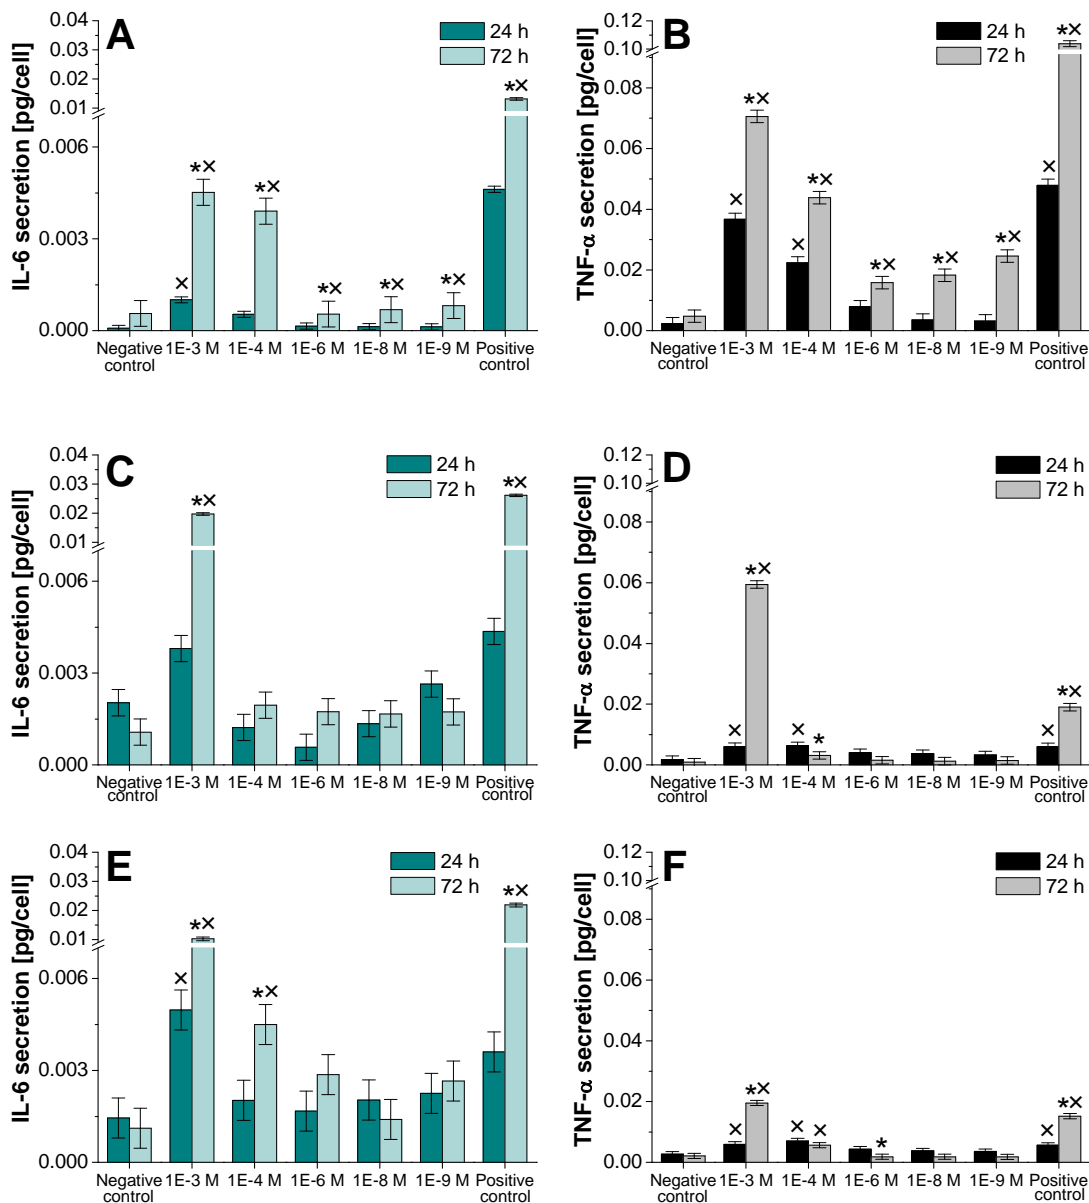 A
IL-6 secretion [pg/cell]
0.04
0.03
0.02
0.01
0.006
0.003
0.000
24 h
72 h
×
*×
*×
*×
*×
*×
*×
Negative control
1E-3 M
1E-4 M
1E-6 M
1E-8 M
1E-9 M
Positive control
B
TNF-α secretion [pg/cell]
0.12
0.10
0.08
0.06
0.04
0.02
0.00
24 h
72 h
×
*×
×
*×
*×
*×
*×
×
*×
Negative control
1E-3 M
1E-4 M
1E-6 M
1E-8 M
1E-9 M
Positive control
C
IL-6 secretion [pg/cell]
0.04
0.03
0.02
0.01
0.006
0.003
0.000
24 h
72 h
*×
*×
Negative control
1E-3 M
1E-4 M
1E-6 M
1E-8 M
1E-9 M
Positive control
D
TNF-α secretion [pg/cell]
0.12
0.10
0.08
0.06
0.04
0.02
0.00
24 h
72 h
×
*×
×
*
×
*×
Negative control
1E-3 M
1E-4 M
1E-6 M
1E-8 M
1E-9 M
Positive control
E
IL-6 secretion [pg/cell]
0.04
0.03
0.02
0.01
0.006
0.003
0.000
24 h
72 h
×
*×
*×
*×
Negative control
1E-3 M
1E-4 M
1E-6 M
1E-8 M
1E-9 M
Positive control
F
TNF-α secretion [pg/cell]
0.12
0.10
0.08
0.06
0.04
0.02
0.00
24 h
72 h
×
*×
×
×
*
×
*×
Negative control
1E-3 M
1E-4 M
1E-6 M
1E-8 M
1E-9 M
Positive control